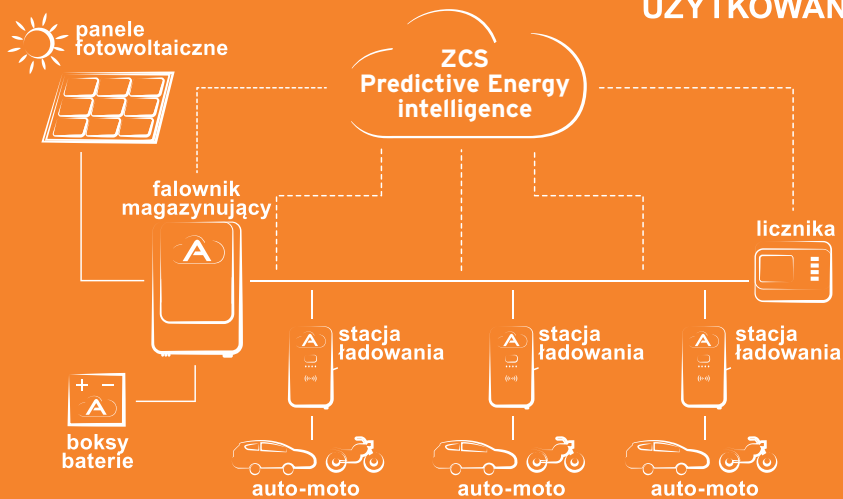 UŻYTKOWAN
panele
fotowoltaiczne
ZCS
Predictive Energy
intelligence
falownik
magazynujący
A
licznika
A
stacja
ładowania
A
stacja
ładowania
A
stacja
ładowania
+ −
A
boksy
baterie
auto-moto
auto-moto
auto-moto